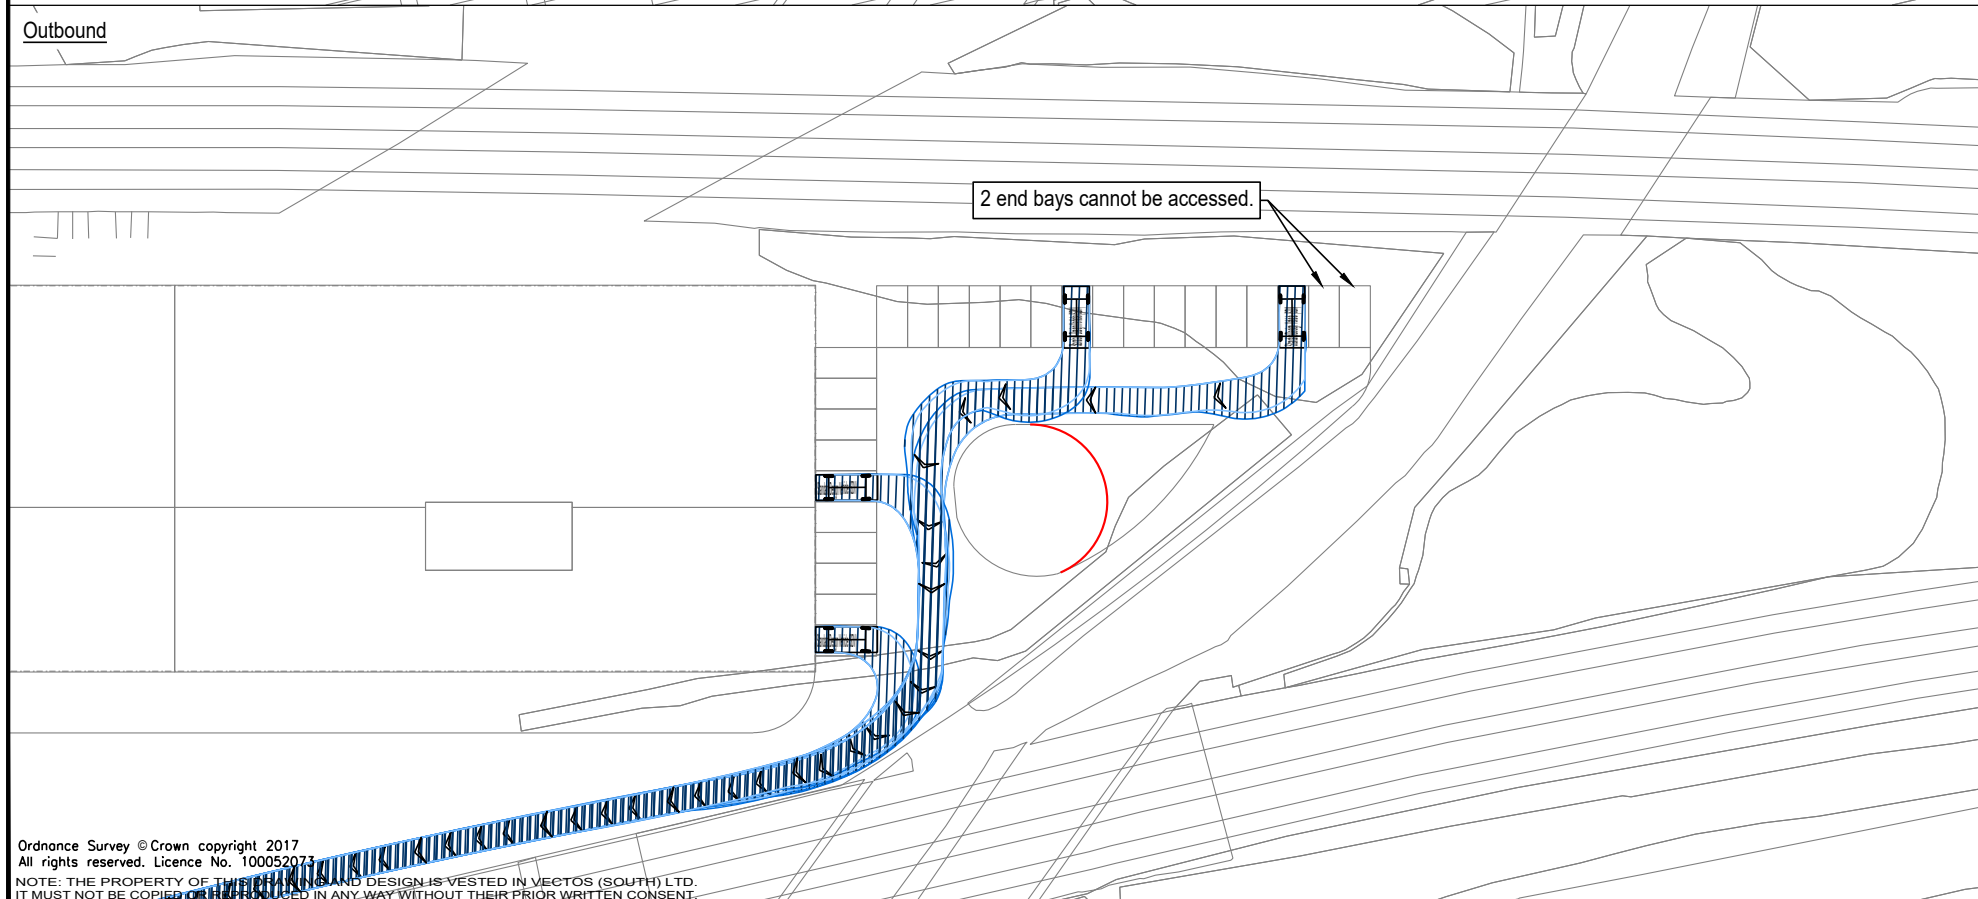 Outbound
2 end bays cannot be accessed.
Ordnance Survey © Crown copyright 2017
All rights reserved. Licence No. 100052073
NOTE: THE PROPERTY OF THIS DRAWING AND DESIGN IS VESTED IN VECTOS (SOUTH) LTD.
IT MUST NOT BE COPIED OR REPRODUCED IN ANY WAY WITHOUT THEIR PRIOR WRITTEN CONSENT.